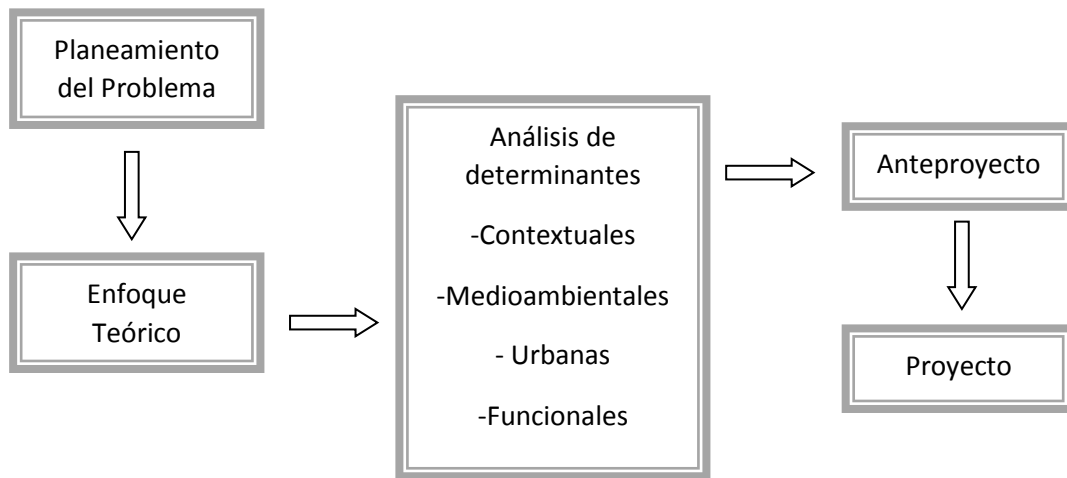 Planeamiento
del Problema
Enfoque
Teórico
Análisis de
determinantes
-Contextuales
-Medioambientales
- Urbanas
-Funcionales
Anteproyecto
Proyecto